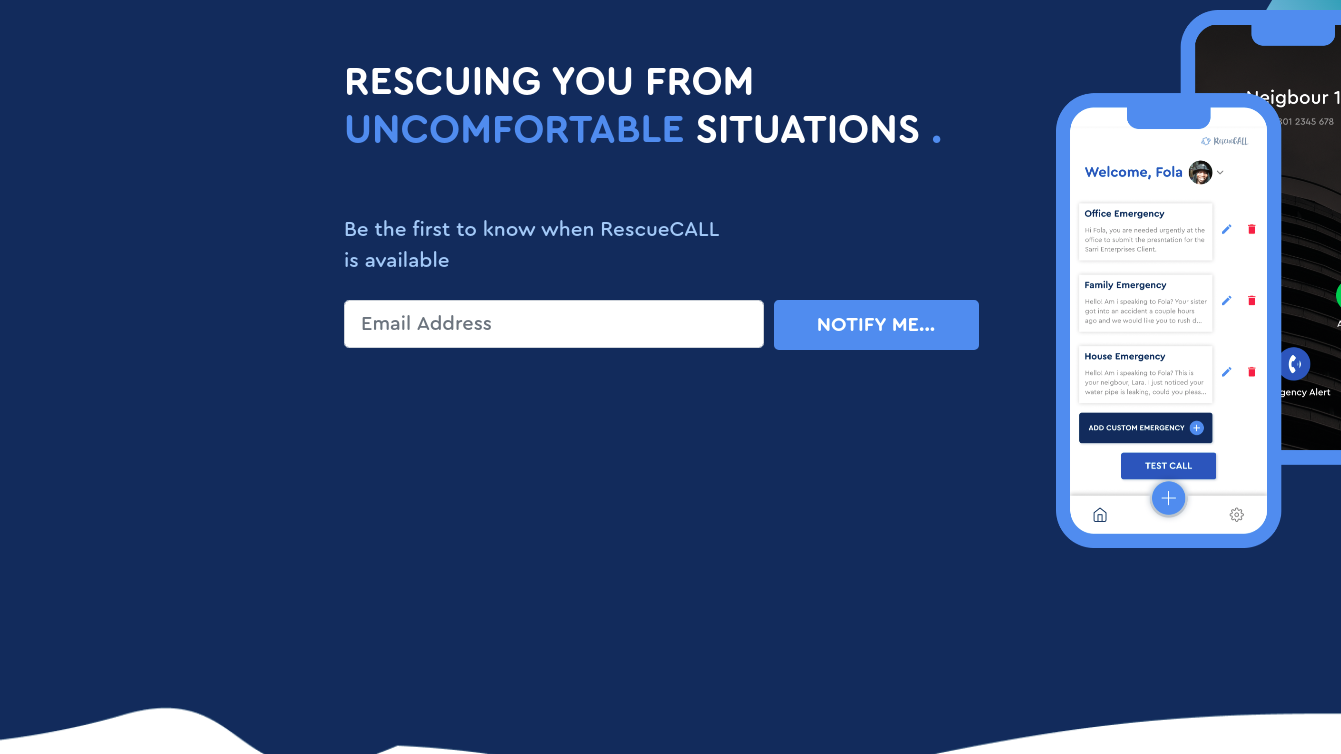 RESCUING YOU FROM
UNCOMFORTABLE SITUATIONS .
Be the first to know when RescueCALL
is available
Email Address
NOTIFY ME...
Neigbour 1
801 2345 678
RescueCALL
Welcome, Fola
Office Emergency
Hi Fola, you are needed urgently at the
office to submit the presntation for the
Sam Enterprises Client.
Family Emergency
Hello! Am i speaking to Fola? Your sister
got into an accident a couple hours
ago and we would like you to rush d...
House Emergency
Hello! Am i speaking to Fola? This is
your neigbour, Lara. I just noticed your
water pipe is leaking, could you pleas...
gency Alert
ADD CUSTOM EMERGENCY
TEST CALL